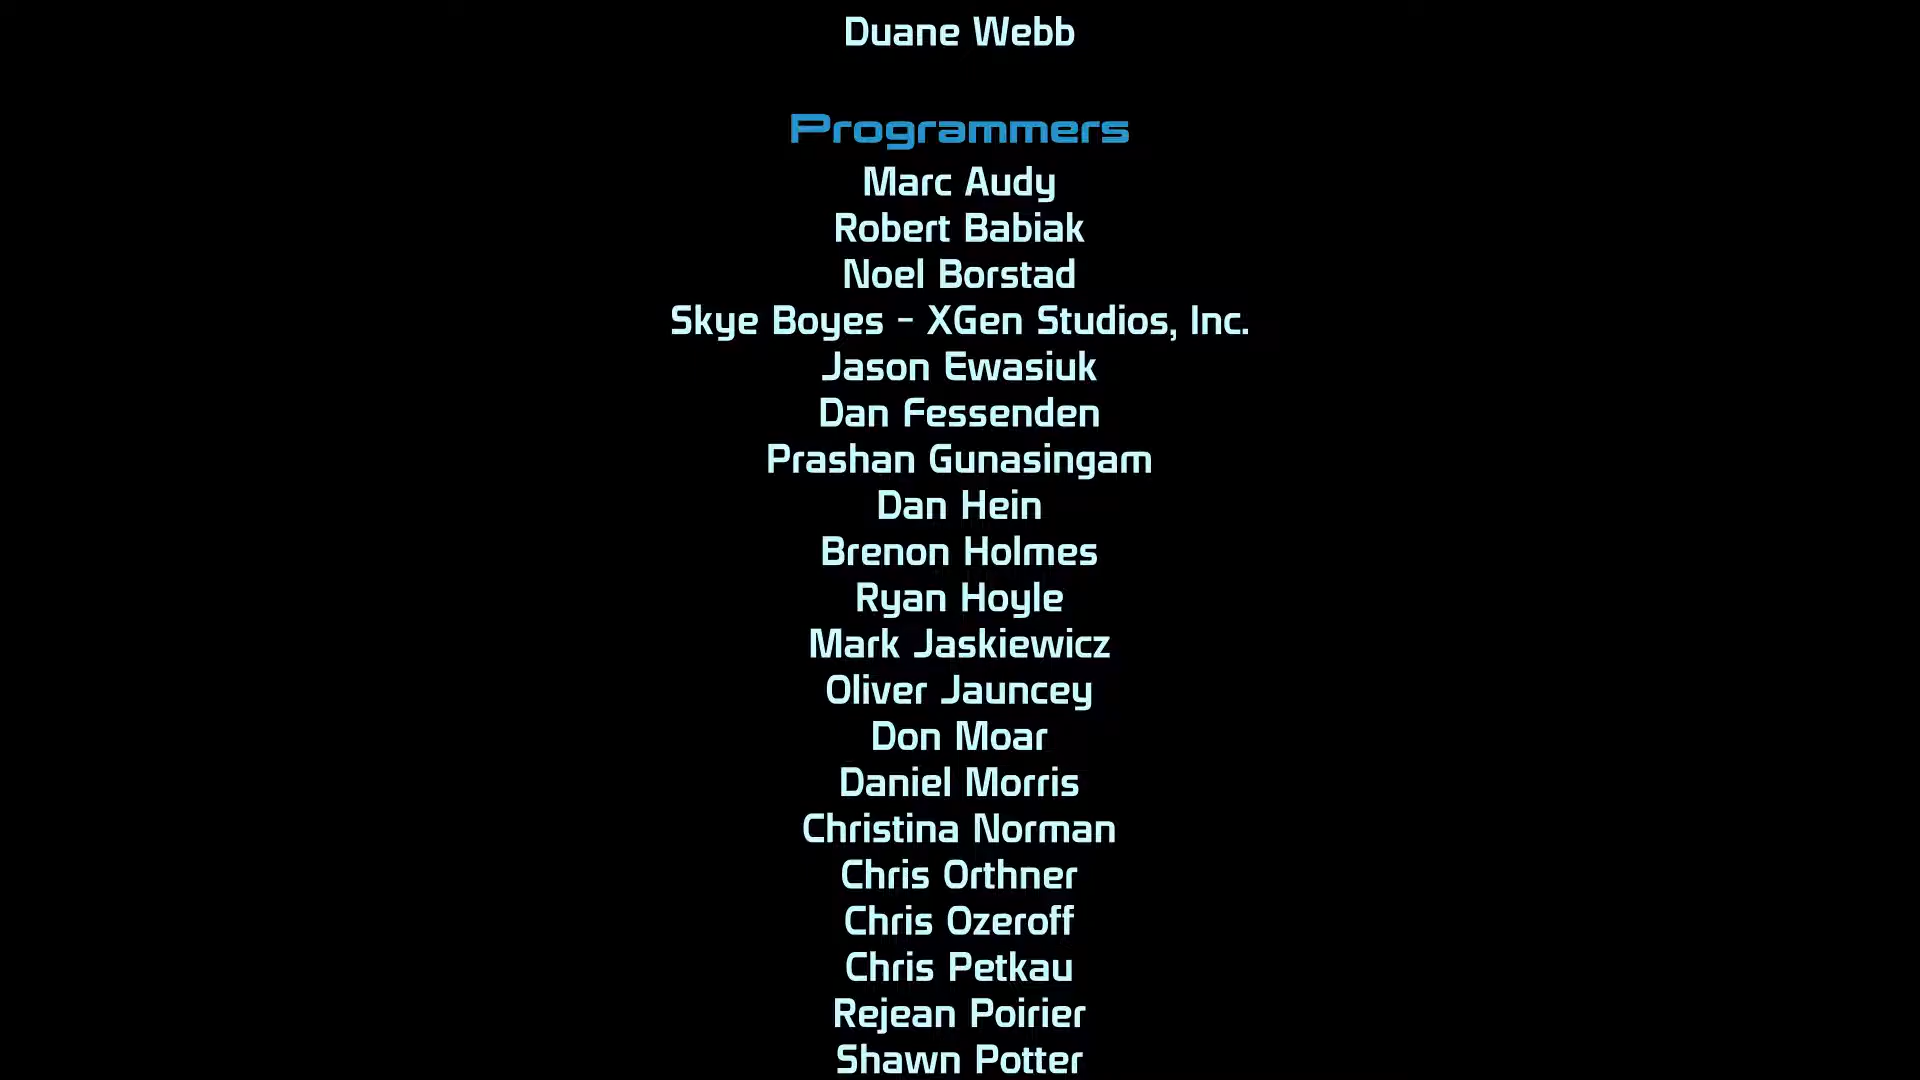 Duane Webb
Programmers
Marc Audy
Robert Babiak
Noel Borstad
Skye Boyes - XGen Studios, Inc.
Jason Ewasiuk
Dan Fessenden
Prashan Gunasingam
Dan Hein
Brenon Holmes
Ryan Hoyle
Mark Jaskiewicz
Oliver Jauncey
Don Moar
Daniel Morris
Christina Norman
Chris Orthner
Chris Ozeroff
Chris Petkau
Rejean Poirier
Shawn Potter